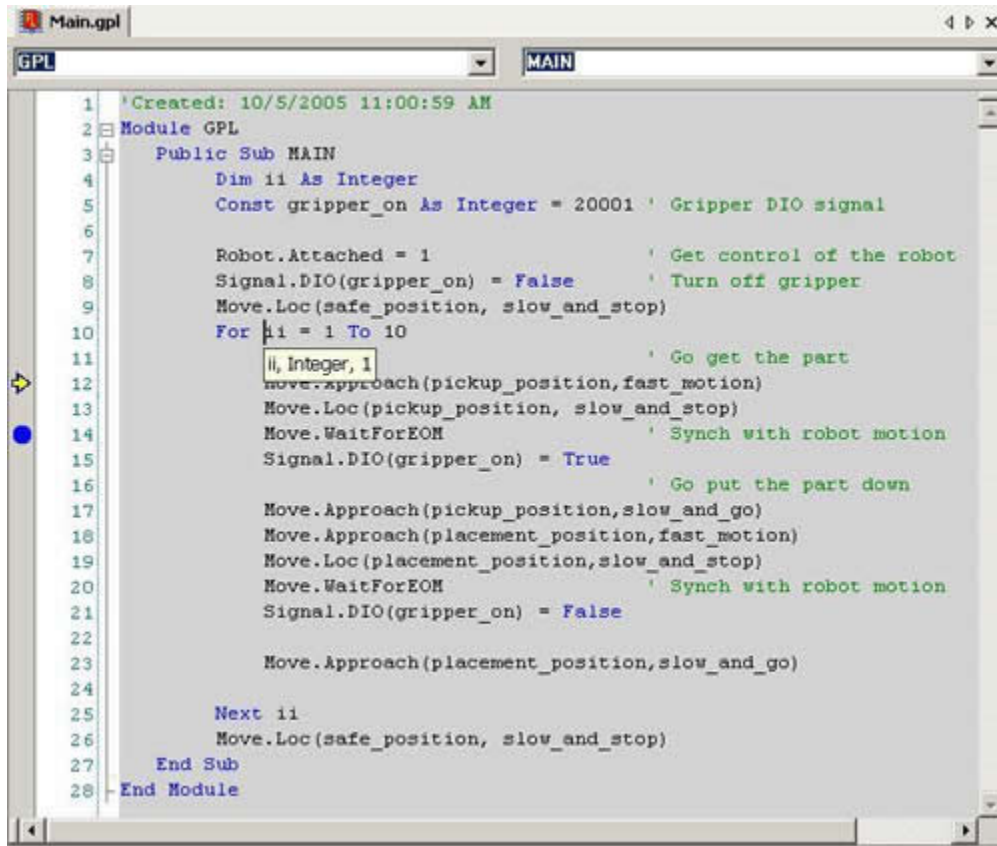 Main.gpl
GPL MAIN
1 'Created: 10/5/2005 11:00:59 AM
2 Module GPL
3 Public Sub MAIN
4 Dim ii As Integer
5 Const gripper_on As Integer = 20001 ' Gripper DIO signal
6
7 Robot.Attached = 1 ' Get control of the robot
8 Signal.DIO(gripper_on) = False ' Turn off gripper
9 Move.Loc(safe_position, slow_and_stop)
10 For ii = 1 To 10
ii, Integer, 1
11 ' Go get the part
12 Move.Approach(pickup_position,fast_motion)
13 Move.Loc(pickup_position, slow_and_stop)
14 Move.WaitForEOM ' Synch with robot motion
15 Signal.DIO(gripper_on) = True
16 ' Go put the part down
17 Move.Approach(pickup_position,slow_and_go)
18 Move.Approach(placement_position,fast_motion)
19 Move.Loc(placement_position,slow_and_stop)
20 Move.WaitForEOM ' Synch with robot motion
21 Signal.DIO(gripper_on) = False
22
23 Move.Approach(placement_position,slow_and_go)
24
25 Next ii
26 Move.Loc(safe_position, slow_and_stop)
27 End Sub
28 End Module